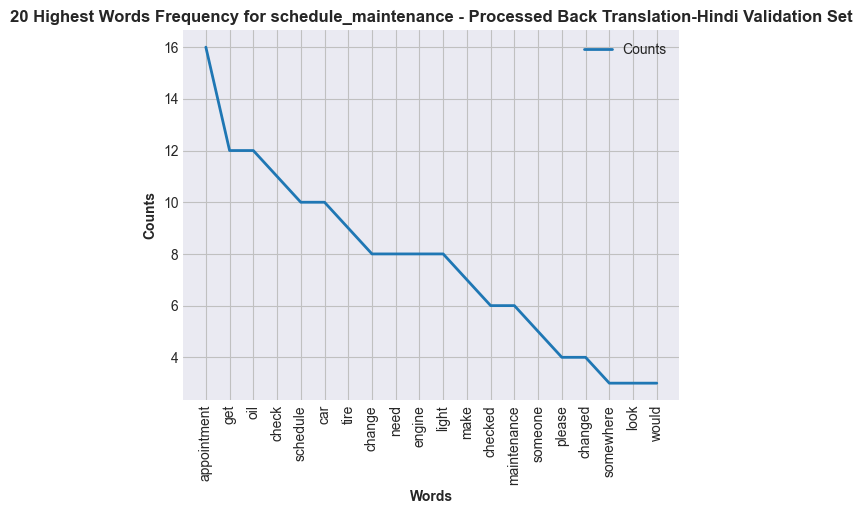 20 Highest Words Frequency for schedule_maintenance - Processed Back Translation-Hindi Validation Set
Counts
16
14
12
10
8
6
4
Counts
appointment
get
oil
check
schedule
car
tire
change
need
engine
light
make
checked
maintenance
someone
please
changed
somewhere
look
would
Words